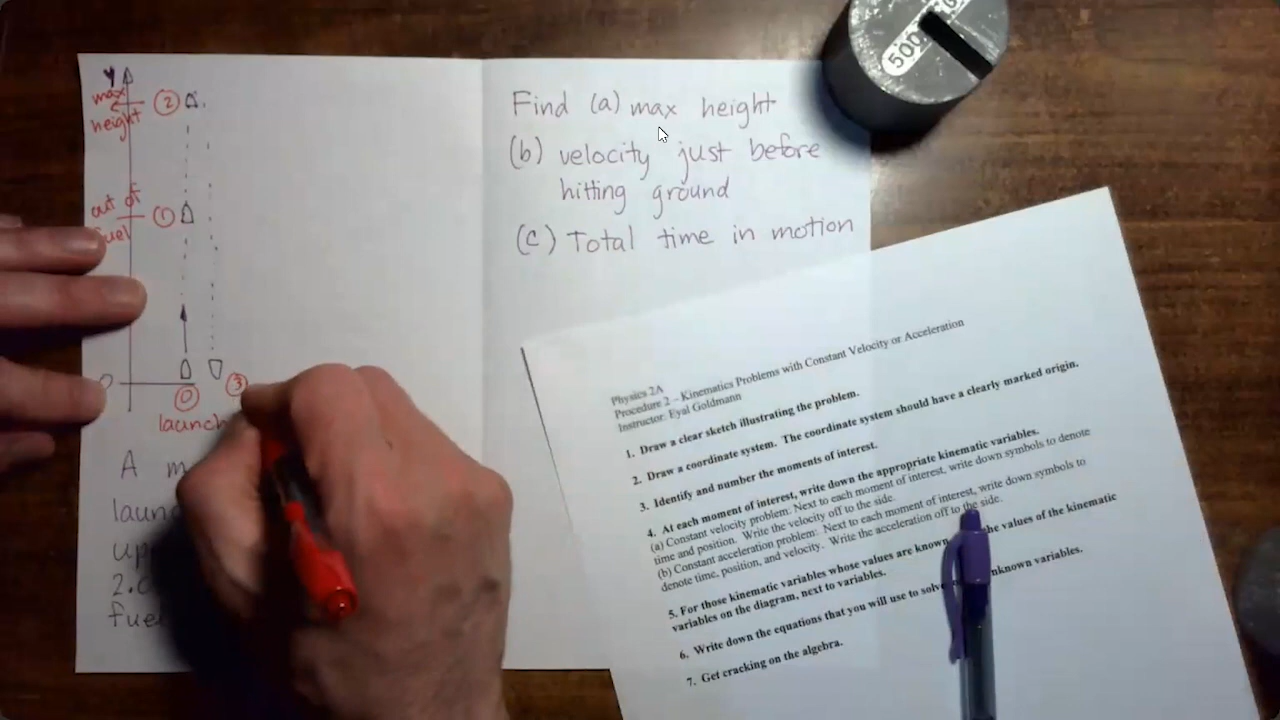 y
max
height
②
out of
fuel
①
0
⓪
③
launch
A m
laun
up
2.0
fuel
Find (a) max height
(b) velocity just before
hitting ground
(c) Total time in motion
500
Physics 2A
Procedure 2 – Kinematics Problems with Constant Velocity or Acceleration
Instructor: Eyal Goldmann
1. Draw a clear sketch illustrating the problem.
2. Draw a coordinate system. The coordinate system should have a clearly marked origin.
3. Identify and number the moments of interest.
4. At each moment of interest, write down the appropriate kinematic variables.
(a) Constant velocity problem: Next to each moment of interest, write down symbols to denote
time and position. Write the velocity off to the side.
(b) Constant acceleration problem: Next to each moment of interest, write down symbols to
denote time, position, and velocity. Write the acceleration off to the side.
5. For those kinematic variables whose values are known, the values of the kinematic
variables on the diagram, next to variables.
6. Write down the equations that you will use to solve unknown variables.
7. Get cracking on the algebra.